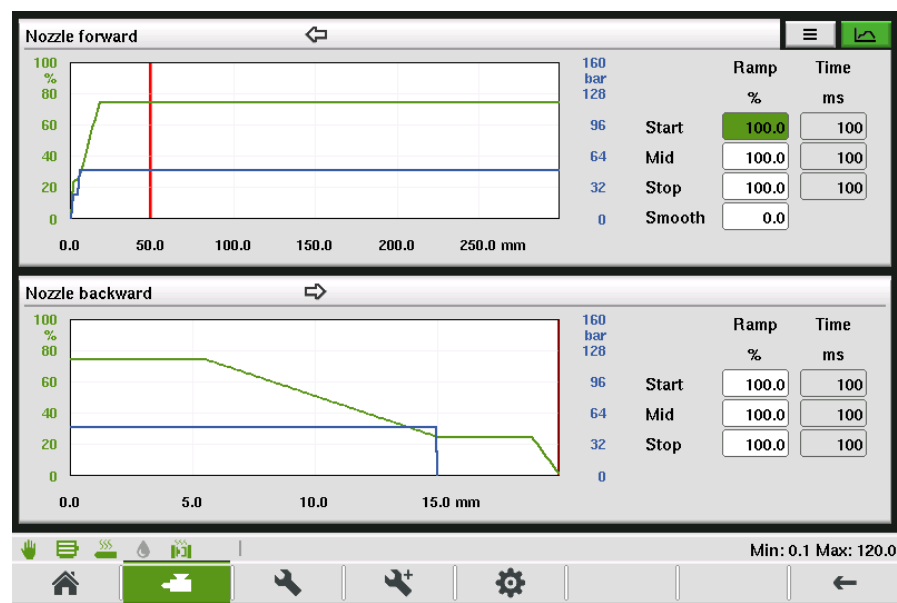 Nozzle forward
100 160 Ramp Time
% bar
80 128 % ms
60 96 Start 100.0 100
40 64 Mid 100.0 100
20 32 Stop 100.0 100
0 0 Smooth 0.0
0.0 50.0 100.0 150.0 200.0 250.0 mm
Nozzle backward
100 160 Ramp Time
% bar
80 128 % ms
60 96 Start 100.0 100
40 64 Mid 100.0 100
20 32 Stop 100.0 100
0 0
0.0 5.0 10.0 15.0 mm
Min: 0.1 Max: 120.0